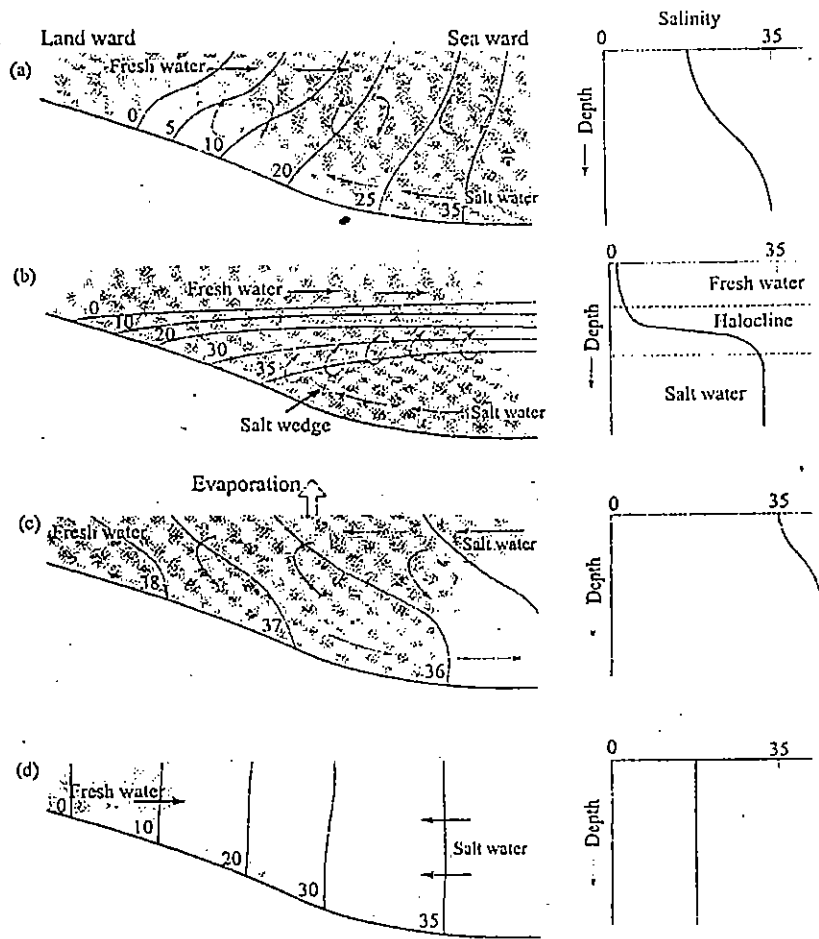 Land ward Sea ward
(a) Fresh water
0
5
10
20
25
35
Salt water
Salinity
0 35
Depth
(b) Fresh water
0
10
20
30
35
Salt water
Salt wedge
0 35
Fresh water
Halocline
Salt water
Depth
Evaporation
(c) Fresh water
Salt water
38
37
36
0 35
Depth
(d) Fresh water
0
10
20
30
35
Salt water
0 35
Depth